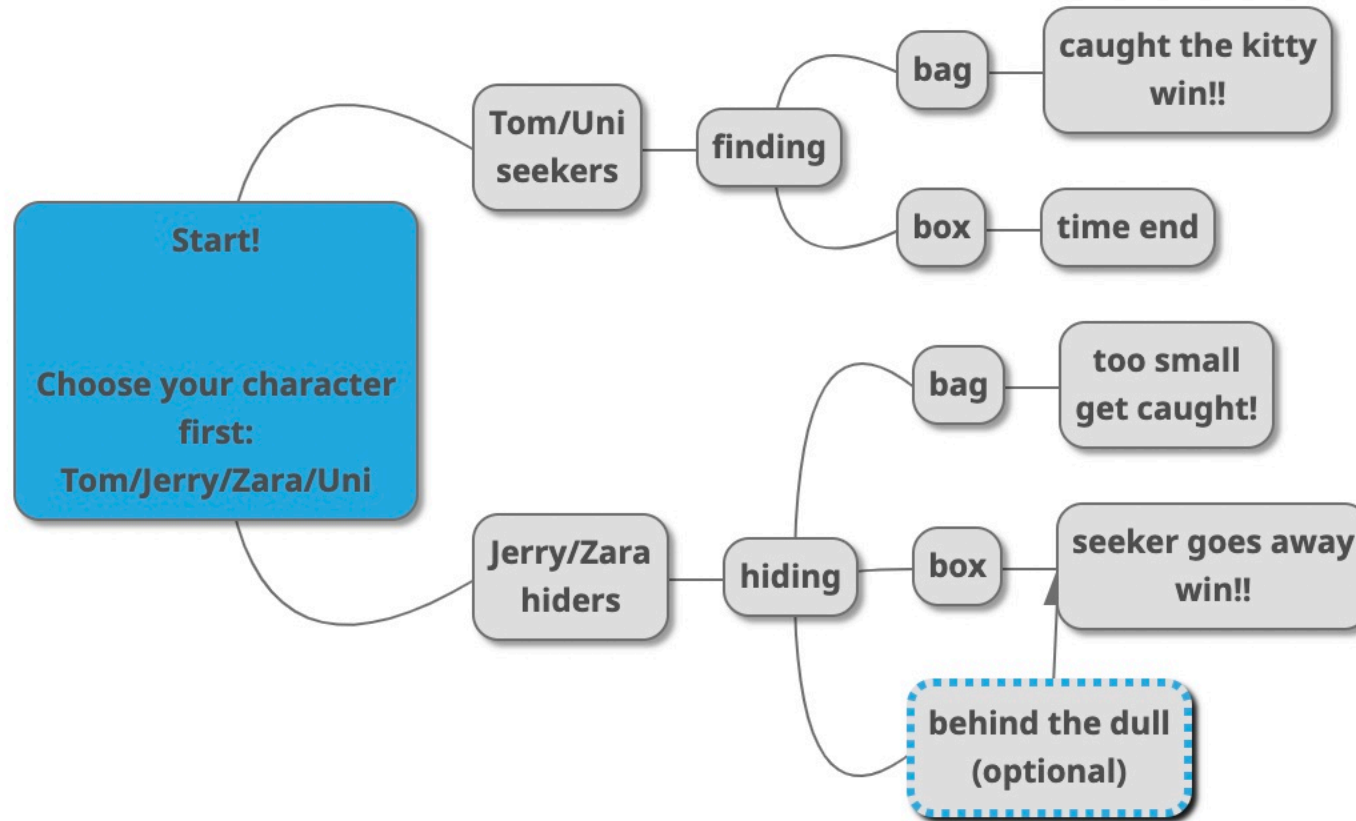 Start!
Choose your character
first:
Tom/Jerry/Zara/Uni
Tom/Uni
seekers
finding
bag
caught the kitty
win!!
box
time end
Jerry/Zara
hiders
hiding
bag
too small
get caught!
box
seeker goes away
win!!
behind the dull
(optional)